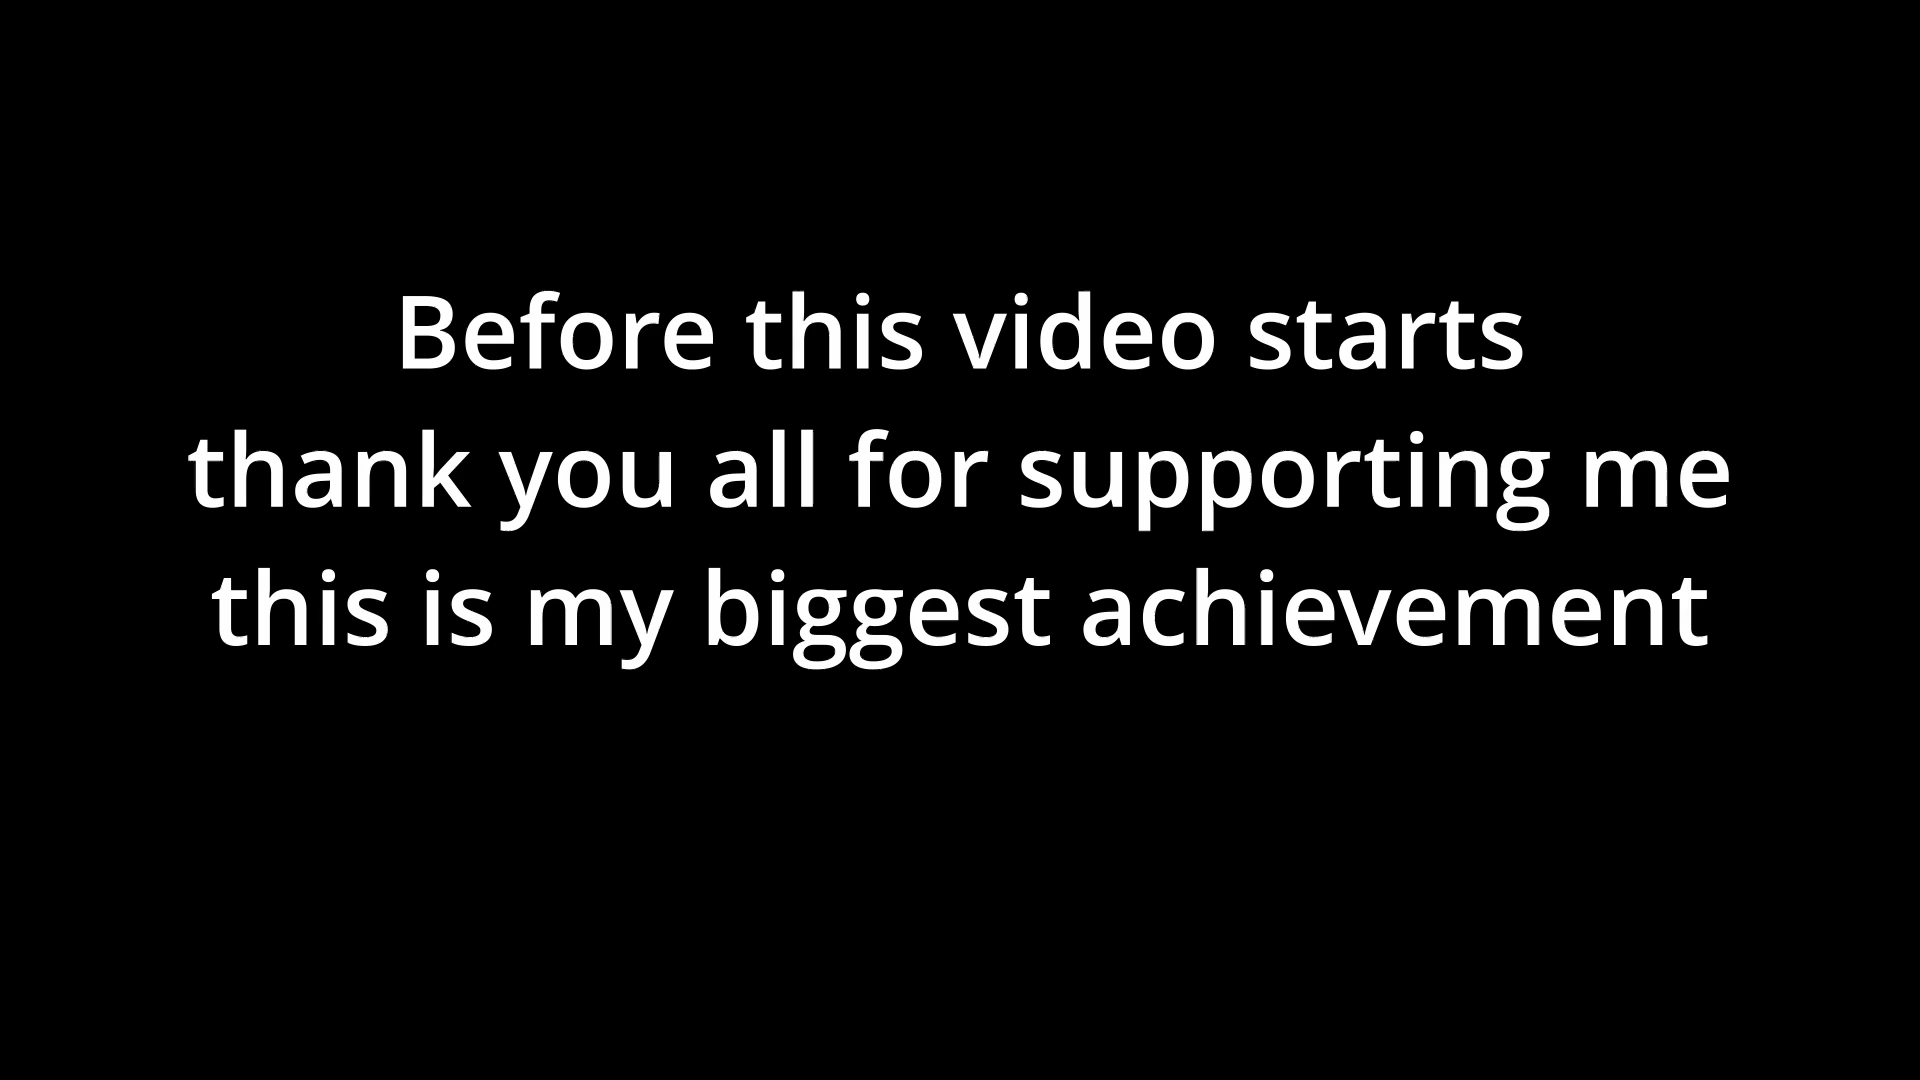 Before this video starts
thank you all for supporting me
this is my biggest achievement